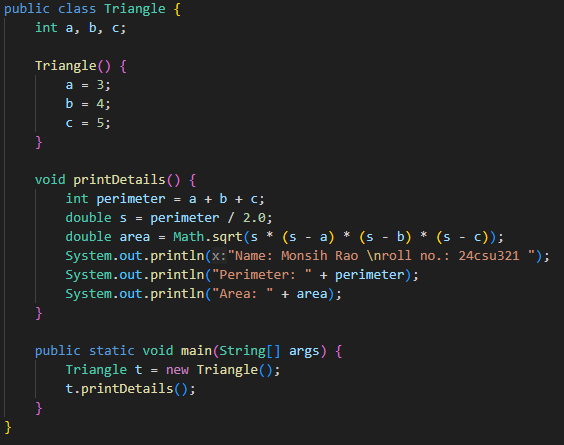 public class Triangle {
    int a, b, c;

    Triangle() {
        a = 3;
        b = 4;
        c = 5;
    }

    void printDetails() {
        int perimeter = a + b + c;
        double s = perimeter / 2.0;
        double area = Math.sqrt(s * (s - a) * (s - b) * (s - c));
        System.out.println(x:"Name: Monsih Rao \nroll no.: 24csu321 ");
        System.out.println("Perimeter: " + perimeter);
        System.out.println("Area: " + area);
    }

    public static void main(String[] args) {
        Triangle t = new Triangle();
        t.printDetails();
    }
}